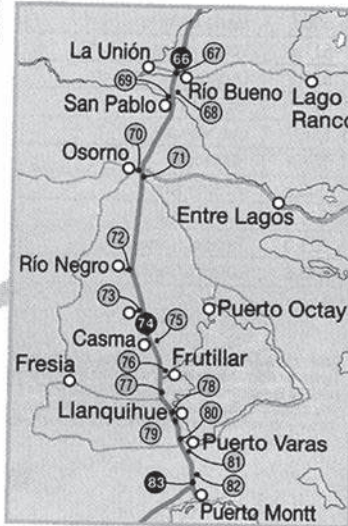 66
67
La Unión
69
Río Bueno
Lago
Ranco
San Pablo
68
70
Osorno
71
Entre Lagos
72
Río Negro
73
74
75
Puerto Octay
Casma
76
Frutillar
Fresia
77
78
Llanquihue
80
79
Puerto Varas
81
83
82
Puerto Montt